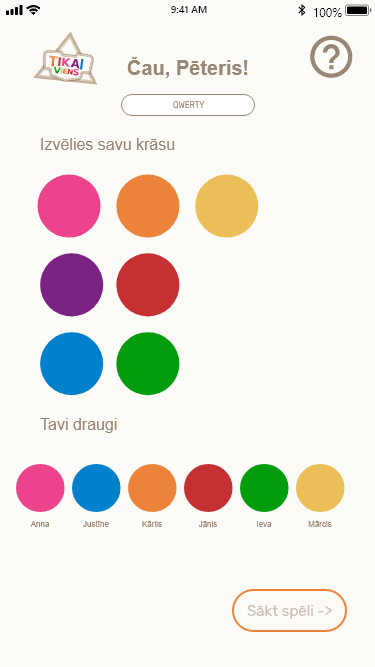 9:41 AM
100%
TIKAI
VIENS
Čau, Pēteris!
?
QWERTY
Izvēlies savu krāsu
Tavi draugi
Anna Justīne Kārlis Jānis Ieva Mārcis
Sākt spēli ->